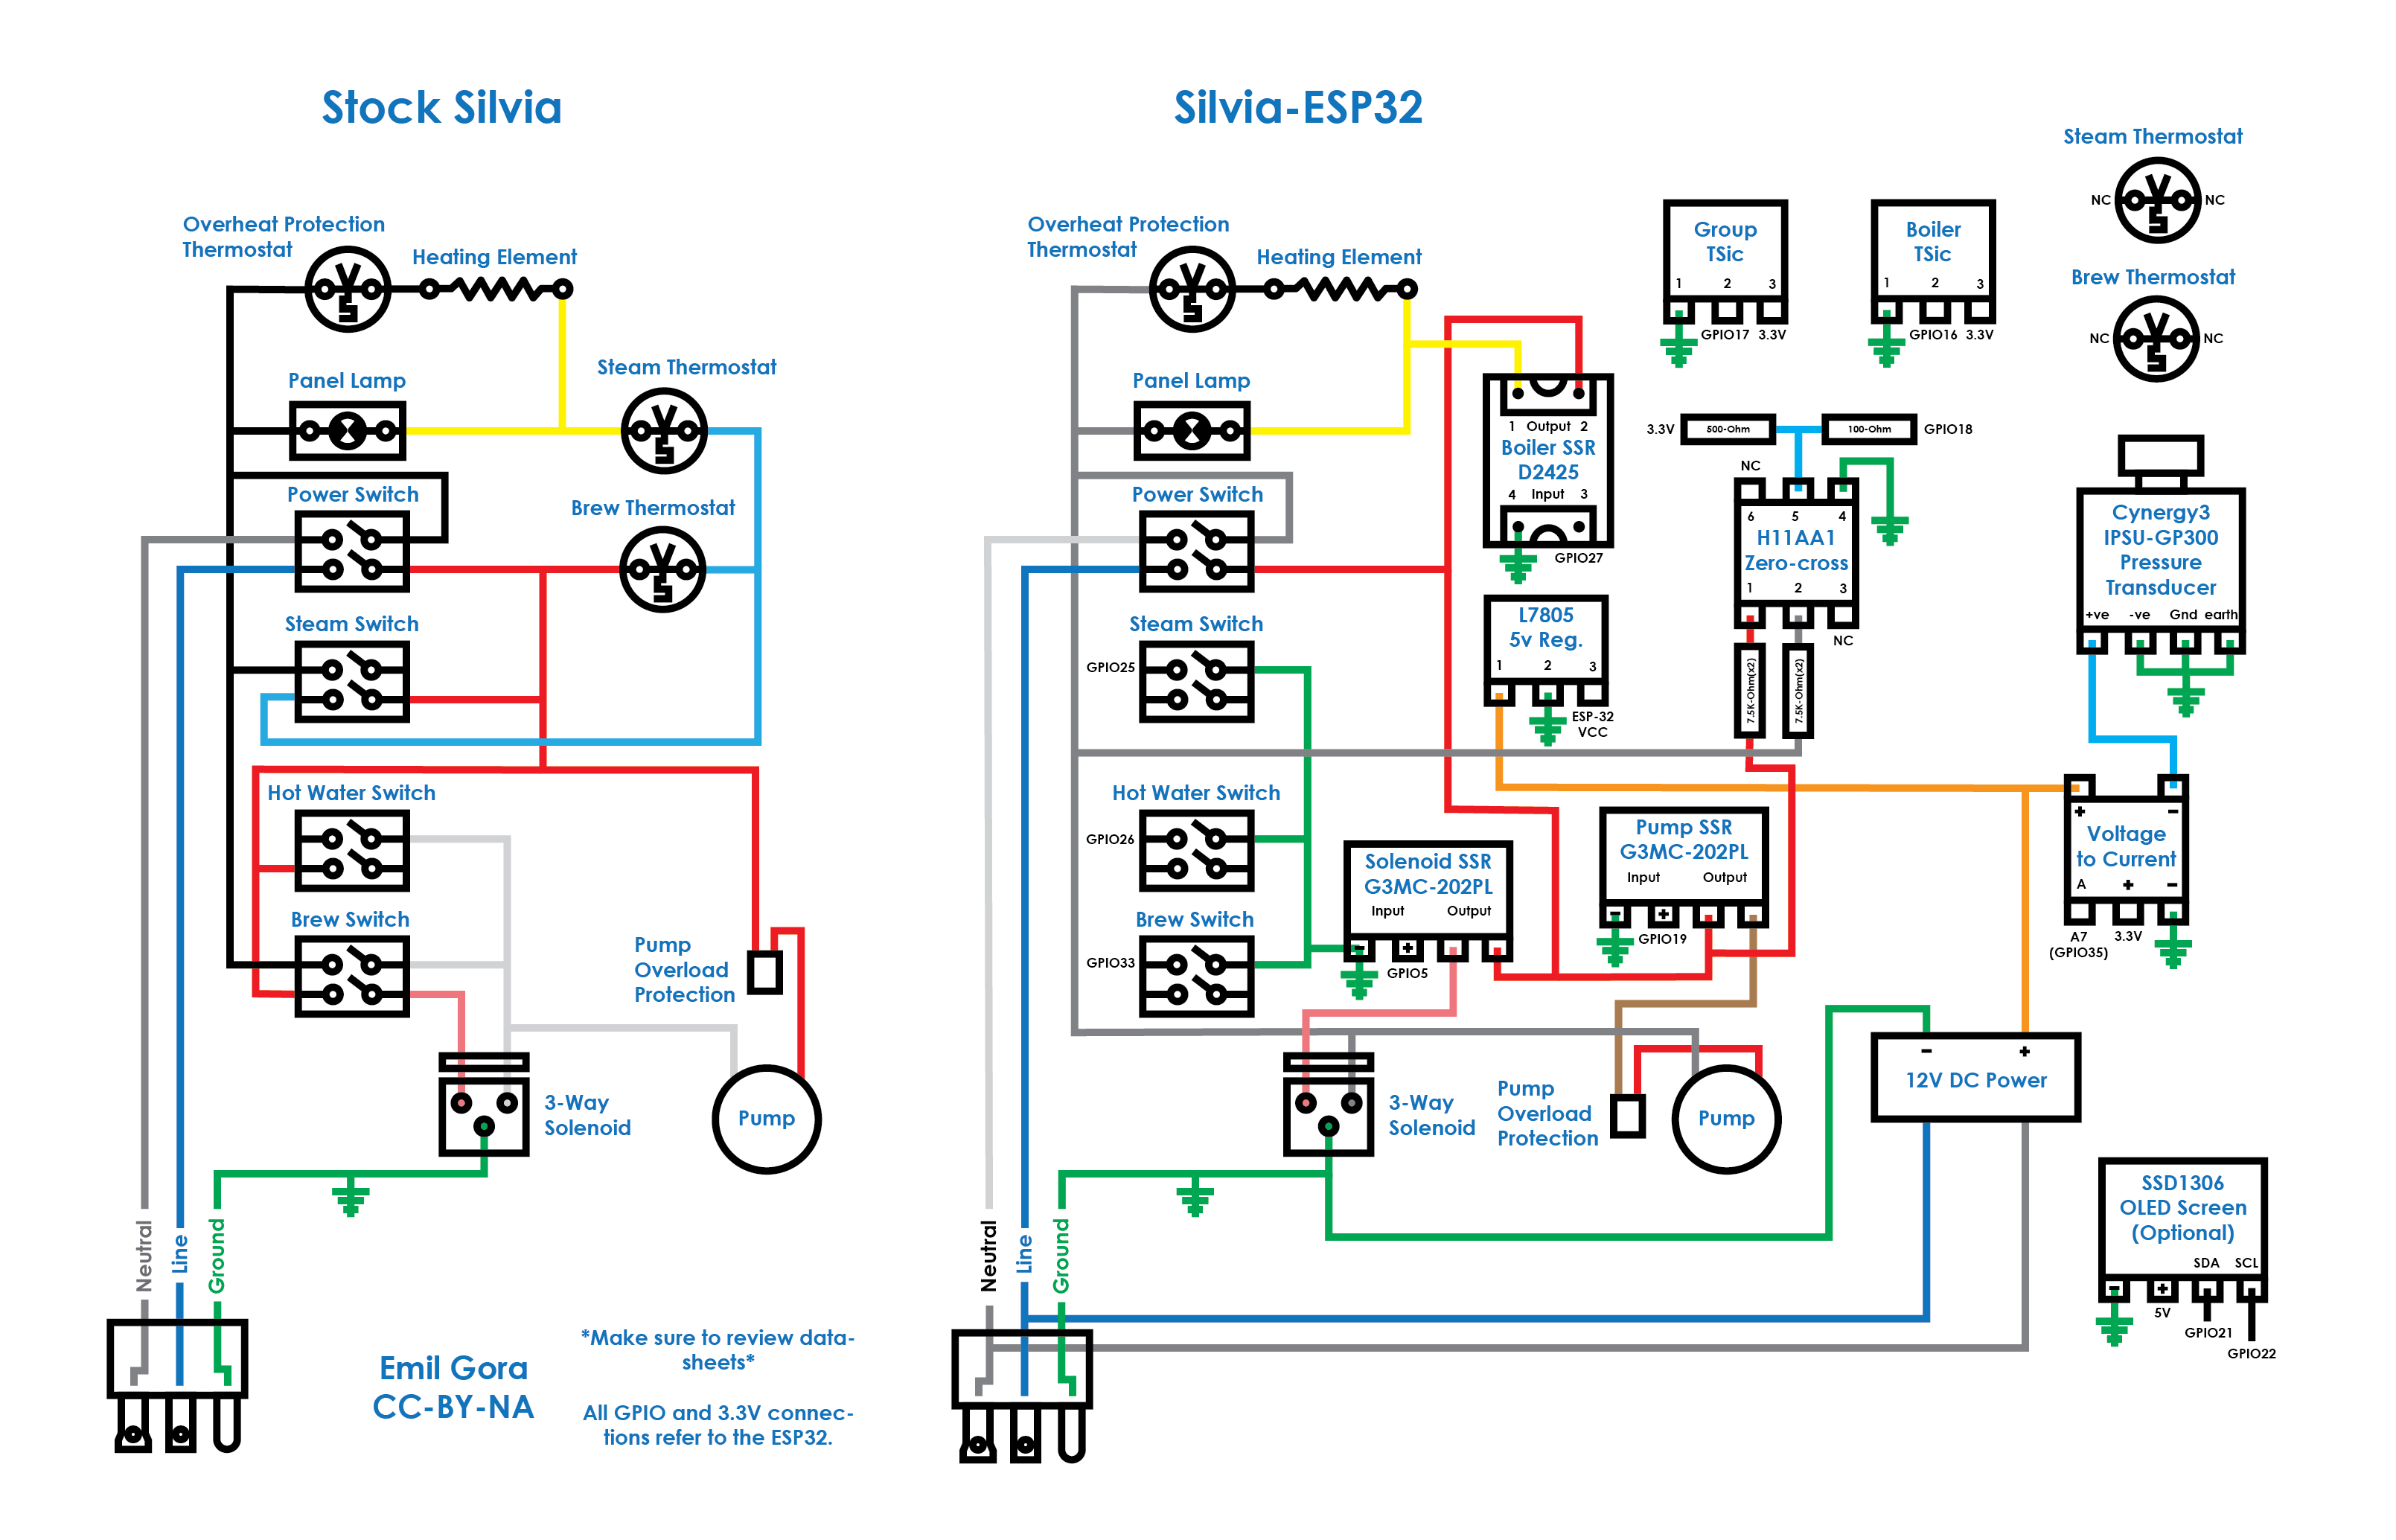 Stock Silvia
Overheat Protection
Thermostat
Heating Element
Panel Lamp
Steam Thermostat
Power Switch
Brew Thermostat
Steam Switch
Hot Water Switch
Brew Switch
Pump
Overload
Protection
3-Way
Solenoid
Pump
Neutral
Line
Ground
Emil Gora
CC-BY-NA
*Make sure to review data-
sheets*
All GPIO and 3.3V connec-
tions refer to the ESP32.
Silvia-ESP32
Overheat Protection
Thermostat
Heating Element
Panel Lamp
Power Switch
Steam Switch
GPIO25
Hot Water Switch
GPIO26
Brew Switch
GPIO33
1 Output 2
Boiler SSR
D2425
4 Input 3
GPIO27
L7805
5v Reg.
1 2 3
ESP-32
VCC
Solenoid SSR
G3MC-202PL
Input Output
- +
GPIO5
Pump SSR
G3MC-202PL
Input Output
- +
GPIO19
3-Way
Solenoid
Pump
Overload
Protection
Pump
Neutral
Line
Ground
Group
TSic
1 2 3
GPIO17 3.3V
Boiler
TSic
1 2 3
GPIO16 3.3V
Steam Thermostat
NC NC
Brew Thermostat
NC NC
3.3V 500-Ohm 100-Ohm GPIO18
NC
6 5 4
H11AA1
Zero-cross
1 2 3
NC
7.5K-Ohm(x2)
7.5K-Ohm(x2)
Cynergy3
IPSU-GP300
Pressure
Transducer
+ve -ve Gnd earth
+ -
Voltage
to Current
A + -
A7 3.3V
(GPIO35)
- +
12V DC Power
SSD1306
OLED Screen
(Optional)
SDA SCL
- +
5V
GPIO21
GPIO22